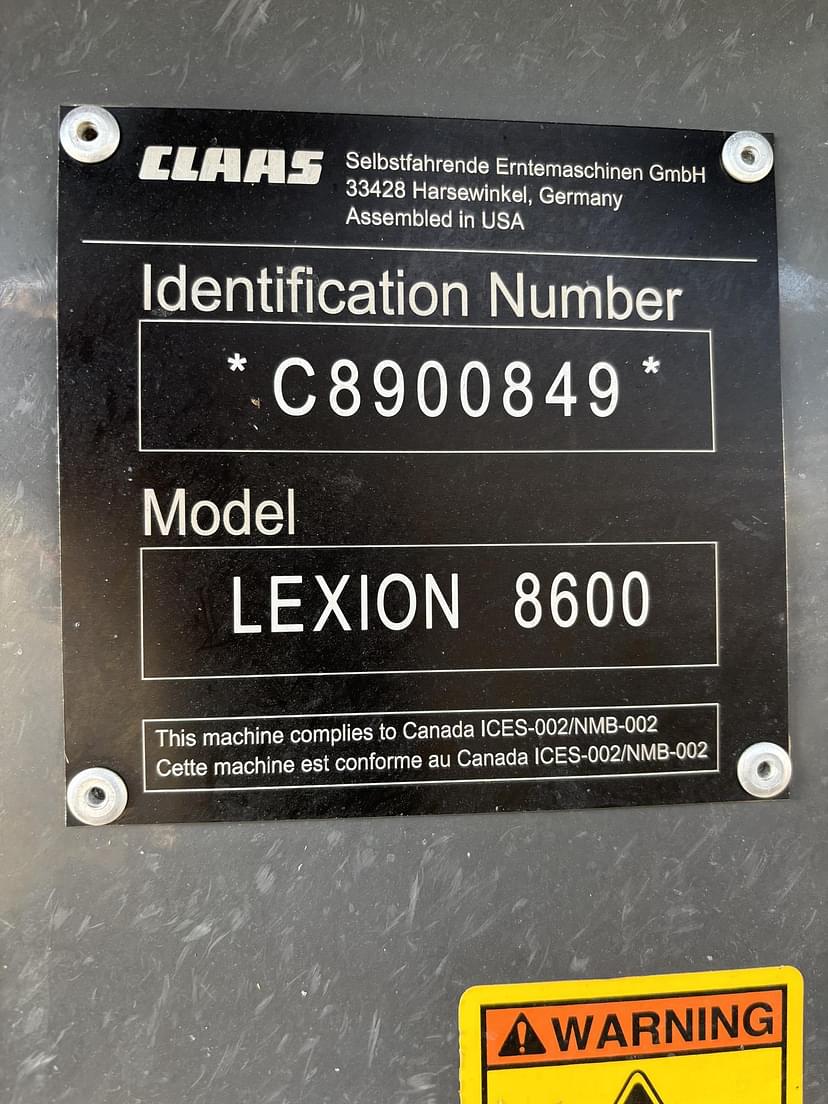 CLAAS
Selbstfahrende Erntemaschinen GmbH
33428 Harsewinkel, Germany
Assembled in USA
Identification Number
*C8900849*
Model
LEXION 8600
This machine complies to Canada ICES-002/NMB-002
Cette machine est conforme au Canada ICES-002/NMB-002
WARNING